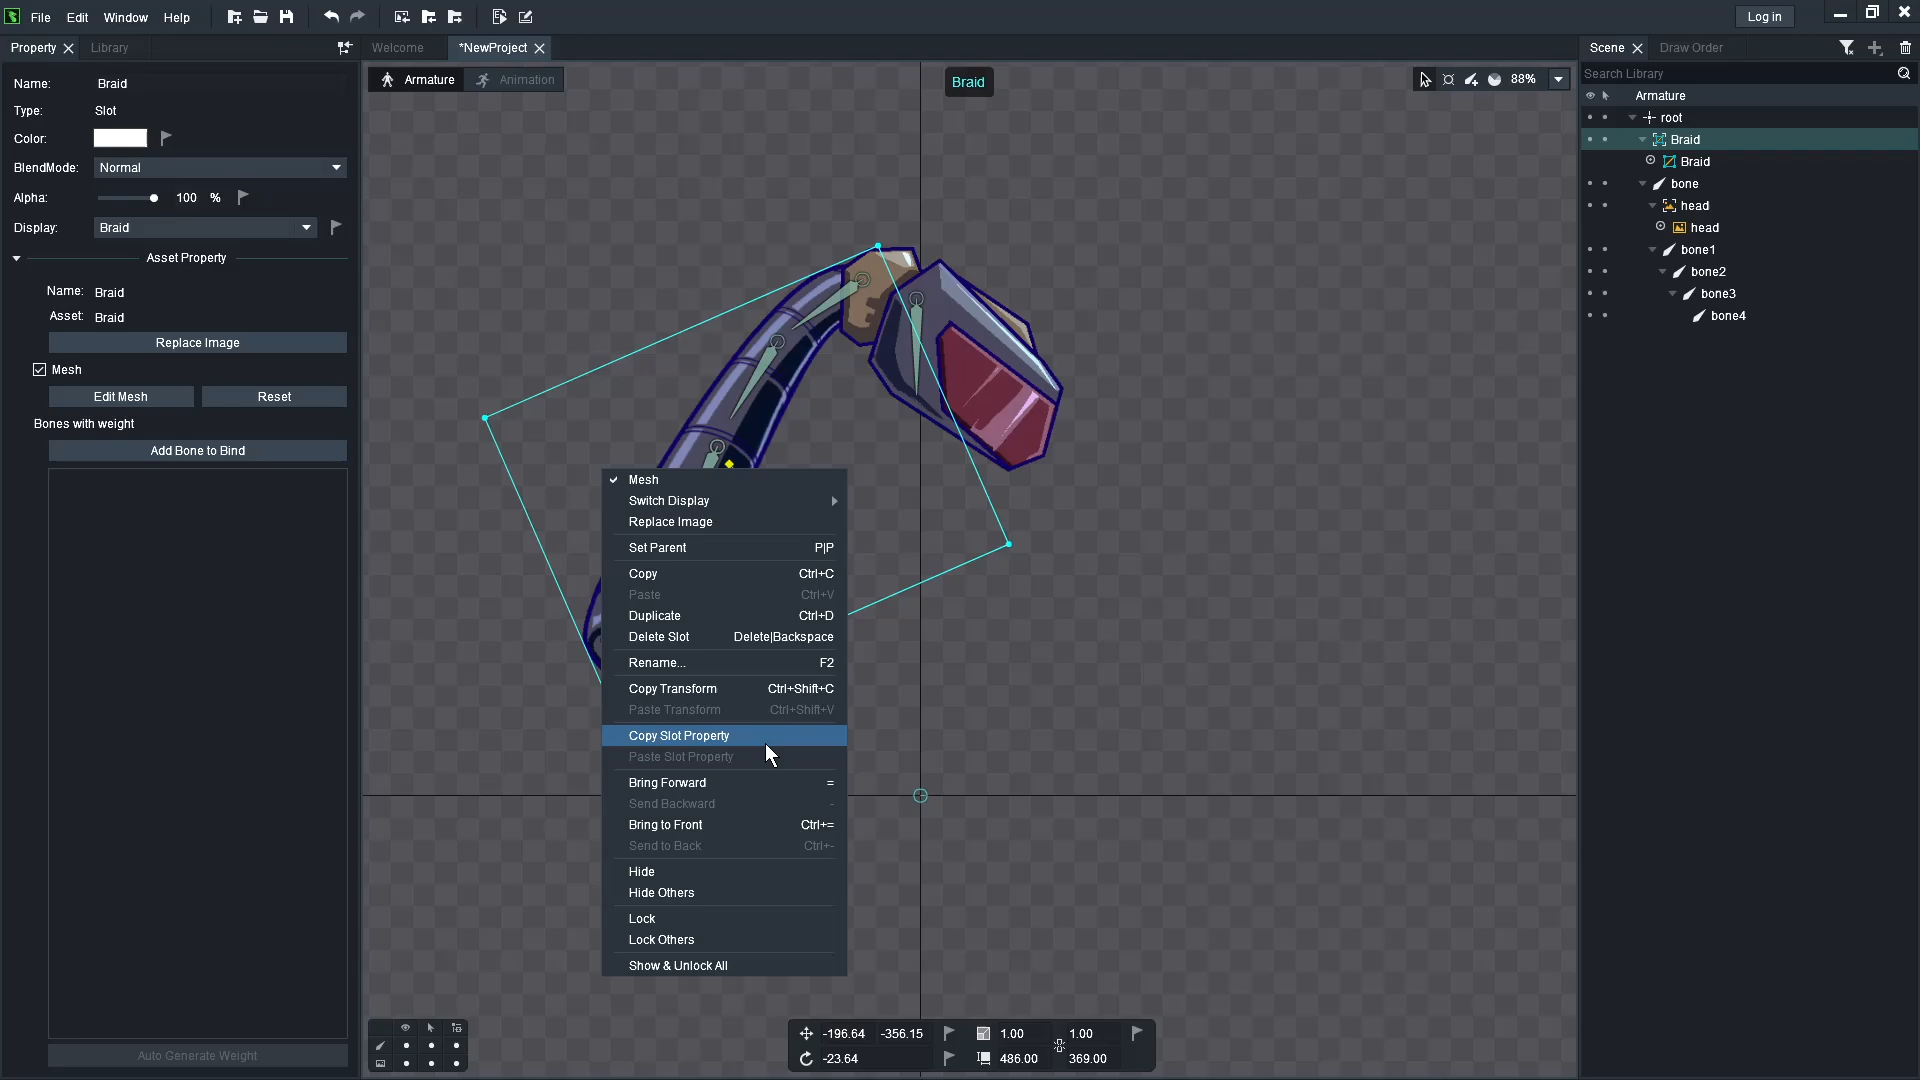 File Edit Window Help
Log in
Property Library
Welcome *NewProject
Scene Draw Order
Name: Braid
Type: Slot
Color:
BlendMode: Normal
Alpha: 100 %
Display: Braid
Asset Property
Name: Braid
Asset: Braid
Replace Image
Mesh
Edit Mesh Reset
Bones with weight
Add Bone to Bind
Auto Generate Weight
Armature Animation
Braid
88%
Mesh
Switch Display
Replace Image
Set Parent P|P
Copy Ctrl+C
Paste Ctrl+V
Duplicate Ctrl+D
Delete Slot Delete|Backspace
Rename... F2
Copy Transform Ctrl+Shift+C
Paste Transform Ctrl+Shift+V
Copy Slot Property
Paste Slot Property
Bring Forward =
Send Backward -
Bring to Front Ctrl+=
Send to Back Ctrl+-
Hide
Hide Others
Lock
Lock Others
Show & Unlock All
-196.64 -356.15 1.00 1.00
-23.64 486.00 369.00
Search Library
Armature
root
Braid
Braid
bone
head
head
bone1
bone2
bone3
bone4